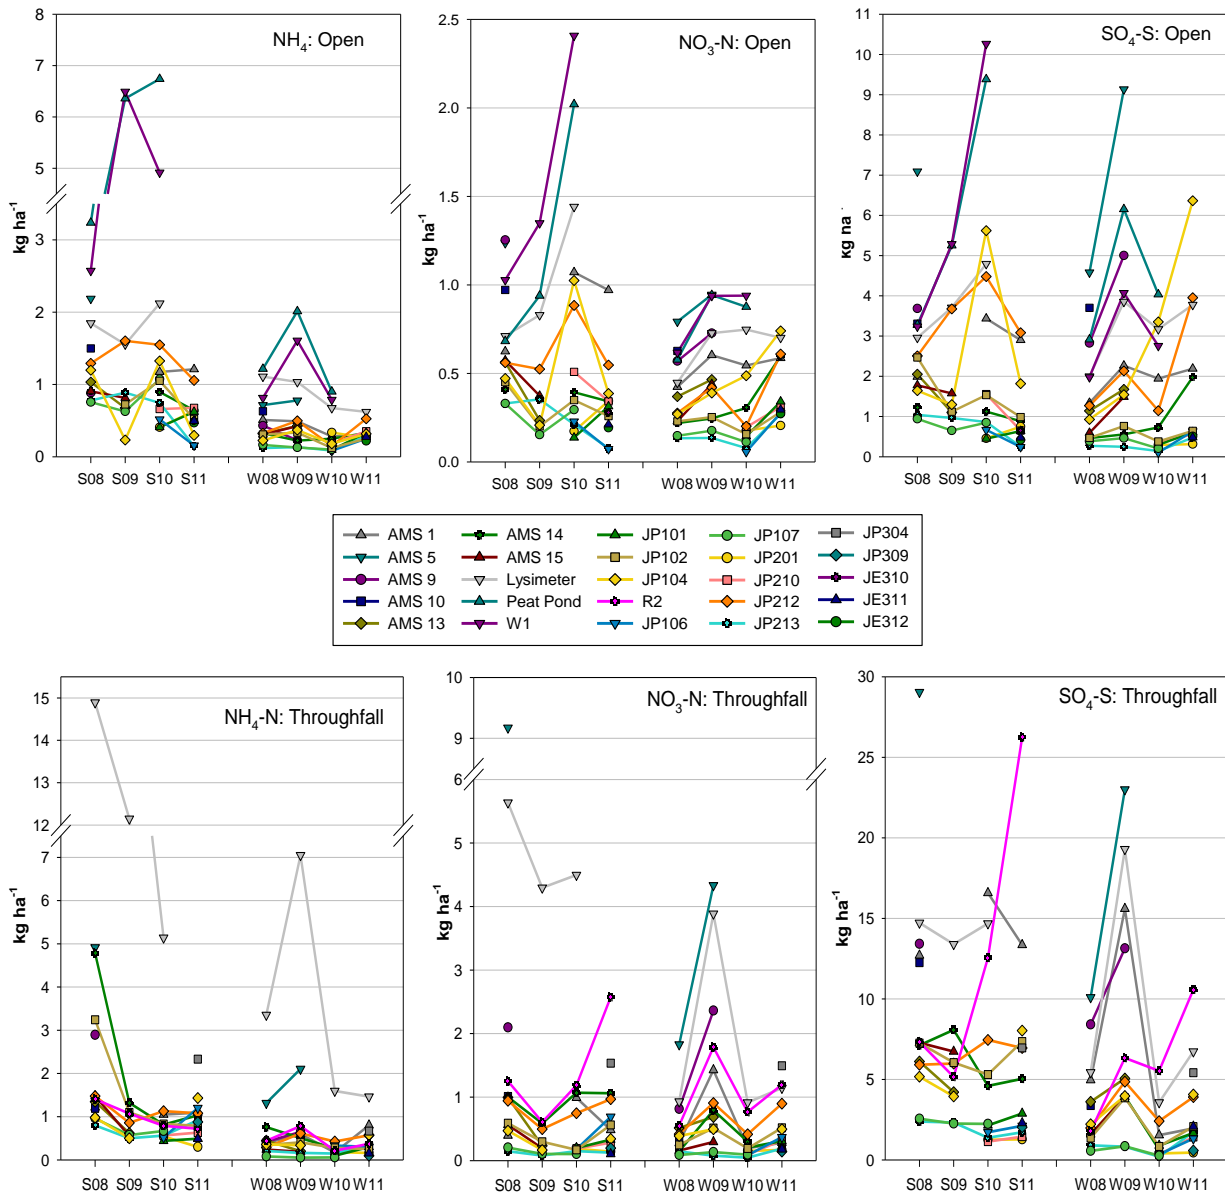 NH4: Open
kg ha-1
8
7
6
5
3
2
1
0
S08 S09 S10 S11 W08 W09 W10 W11
NO3-N: Open
kg ha-1
2.5
2.0
1.5
1.0
0.5
0.0
S08 S09 S10 S11 W08 W09 W10 W11
SO4-S: Open
11
10
9
8
7
6
5
4
3
2
1
0
S08 S09 S10 S11 W08 W09 W10 W11
AMS 1 AMS 14 JP101 JP107 JP304
AMS 5 AMS 15 JP102 JP201 JP309
AMS 9 Lysimeter JP104 JP210 JE310
AMS 10 Peat Pond R2 JP212 JE311
AMS 13 W1 JP106 JP213 JE312
NH4-N: Throughfall
kg ha-1
15
14
13
12
7
6
5
4
3
2
1
0
S08 S09 S10 S11 W08 W09 W10 W11
NO3-N: Throughfall
kg ha-1
10
9
6
5
4
3
2
1
0
S08 S09 S10 S11 W08 W09 W10 W11
SO4-S: Throughfall
kg ha-1
30
25
20
15
10
5
0
S08 S09 S10 S11 W08 W09 W10 W11